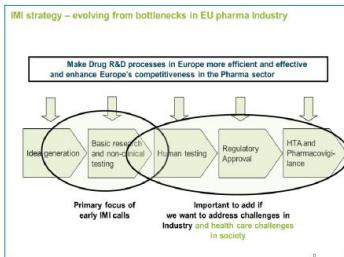 IMI strategy – evolving from bottlenecks in EU pharma Industry
Make Drug R&D processes in Europe more efficient and effective
and enhance Europe's competitiveness in the Pharma sector
Idea generation
Basic research
and non-clinical
testing
Human testing
Regulatory
Approval
HTA and
Pharmacovigi-
lance
Primary focus of
early IMI calls
Important to add if
we want to address challenges in
Industry and health care challenges
in society